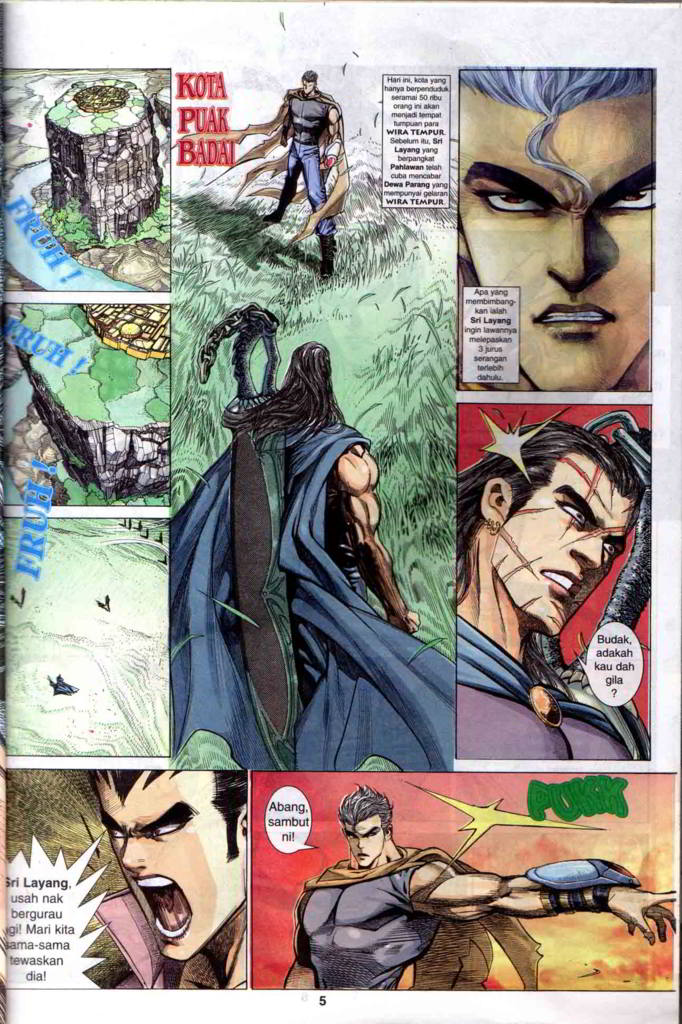 FRUH!
FRUH!
FRUH!
KOTA
PUAK
BADAI
Hari ini, kota yang
hanya berpenduduk
seramai 50 ribu
orang ini akan
menjadi tempat
tumpuan para
WIRA TEMPUR.
Sebelum itu, Sri
Layang yang
berpangkat
Pahlawan telah
cuba mencabar
Dewa Parang yang
mempunyai gelaran
WIRA TEMPUR.
Apa yang
membimbang-
kan ialah
Sri Layang
ingin lawannya
melepaskan
3 jurus
serangan
terlebih
dahulu.
Budak,
adakah
kau dah
gila
?
Sri Layang,
usah nak
bergurau
gi! Mari kita
sama-sama
tewaskan
dia!
Abang,
sambut
ni!
PUKK
5